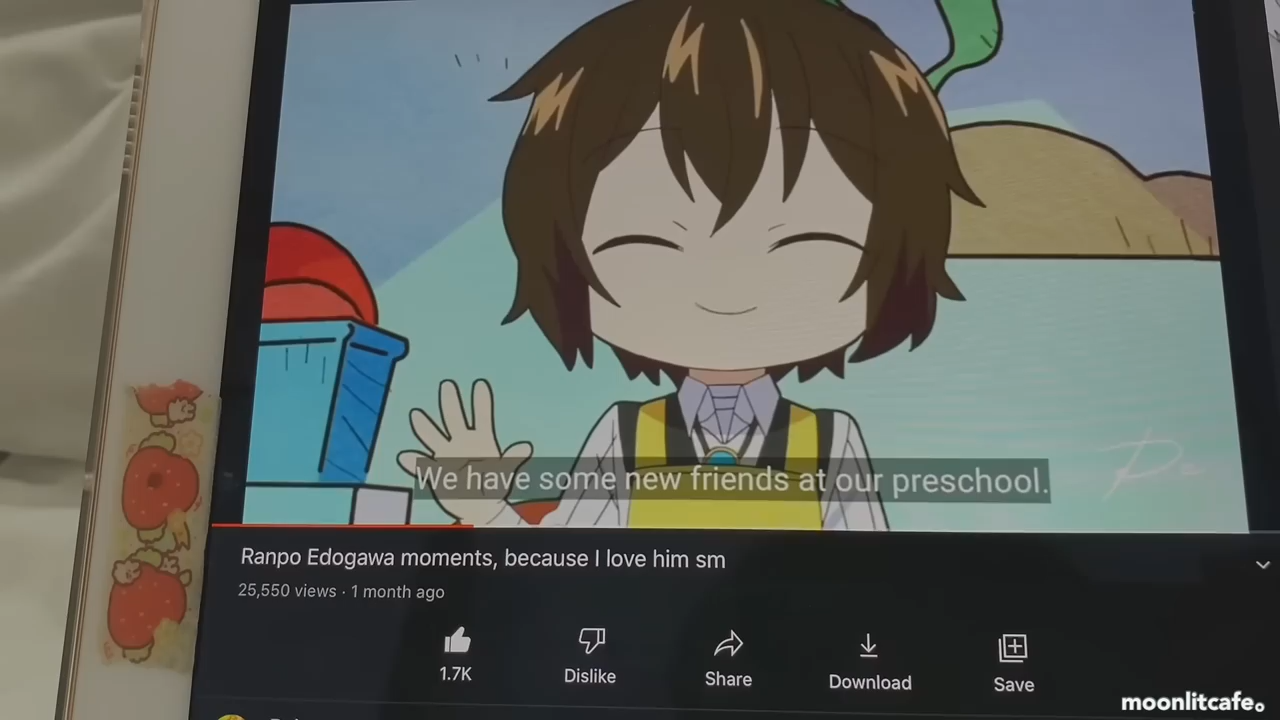 We have some new friends at our preschool.
Ranpo Edogawa moments, because I love him sm
25,550 views · 1 month ago
1.7K
Dislike
Share
Download
Save
moonlitcafe.